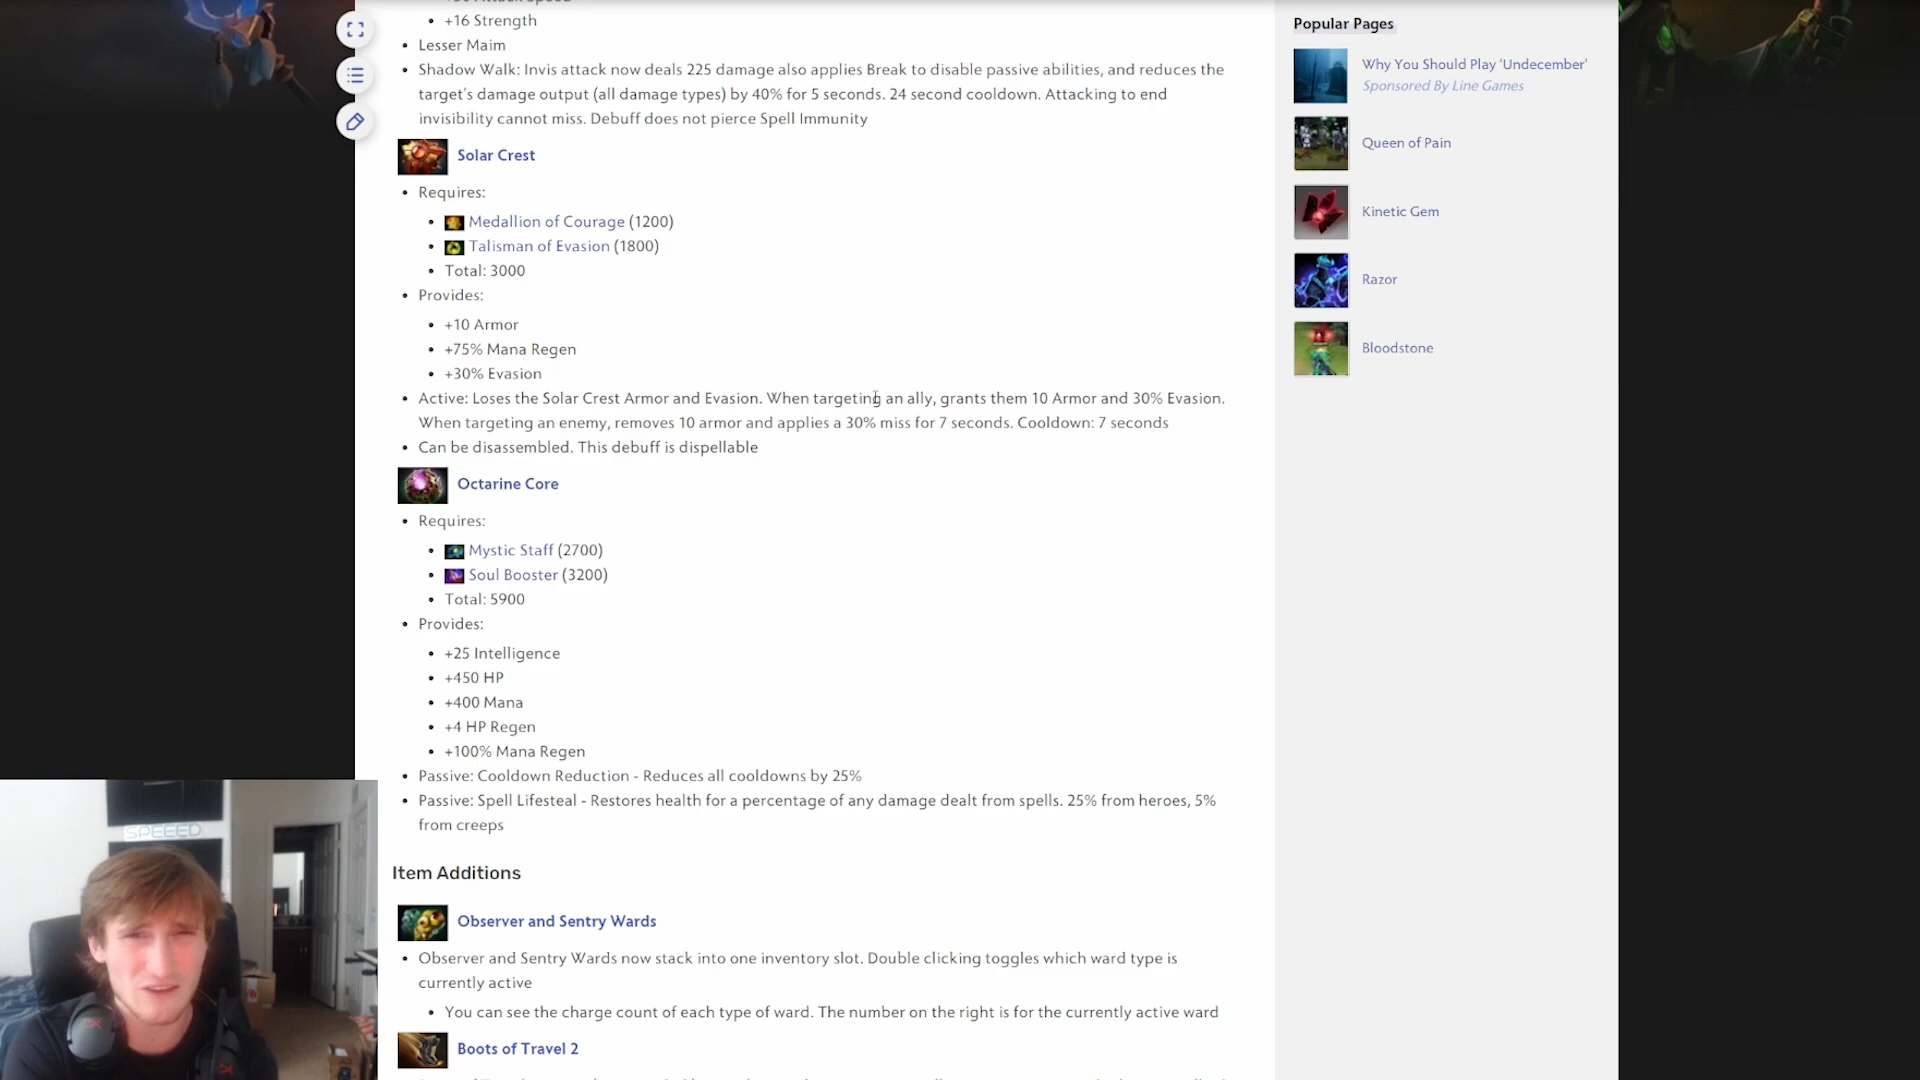 +16 Strength
Lesser Maim
Shadow Walk: Invis attack now deals 225 damage also applies Break to disable passive abilities, and reduces the
target's damage output (all damage types) by 40% for 5 seconds. 24 second cooldown. Attacking to end
invisibility cannot miss. Debuff does not pierce Spell Immunity
Solar Crest
Requires:
Medallion of Courage (1200)
Talisman of Evasion (1800)
Total: 3000
Provides:
+10 Armor
+75% Mana Regen
+30% Evasion
Active: Loses the Solar Crest Armor and Evasion. When targeting an ally, grants them 10 Armor and 30% Evasion.
When targeting an enemy, removes 10 armor and applies a 30% miss for 7 seconds. Cooldown: 7 seconds
Can be disassembled. This debuff is dispellable
Octarine Core
Requires:
Mystic Staff (2700)
Soul Booster (3200)
Total: 5900
Provides:
+25 Intelligence
+450 HP
+400 Mana
+4 HP Regen
+100% Mana Regen
Passive: Cooldown Reduction - Reduces all cooldowns by 25%
Passive: Spell Lifesteal - Restores health for a percentage of any damage dealt from spells. 25% from heroes, 5%
from creeps
Item Additions
Observer and Sentry Wards
Observer and Sentry Wards now stack into one inventory slot. Double clicking toggles which ward type is
currently active
You can see the charge count of each type of ward. The number on the right is for the currently active ward
Boots of Travel 2
Popular Pages
Why You Should Play 'Undecember'
Sponsored By Line Games
Queen of Pain
Kinetic Gem
Razor
Bloodstone
SPEEED